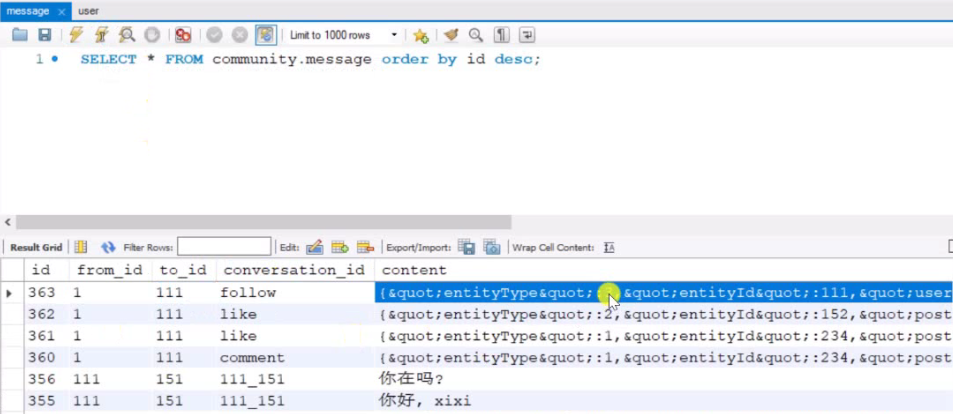 message × user
Limit to 1000 rows
1 SELECT * FROM community.message order by id desc;
Result Grid Filter Rows: Edit: Export/Import: Wrap Cell Content:
id from_id to_id conversation_id content
363 1 111 follow {&quot;entityType&quot;: &quot;entityId&quot;:111,&quot;user
362 1 111 like {&quot;entityType&quot;:2,&quot;entityId&quot;:152,&quot;post
361 1 111 like {&quot;entityType&quot;:1,&quot;entityId&quot;:234,&quot;post
360 1 111 comment {&quot;entityType&quot;:1,&quot;entityId&quot;:234,&quot;post
356 111 151 111_151 你在吗?
355 111 151 111_151 你好, xixi